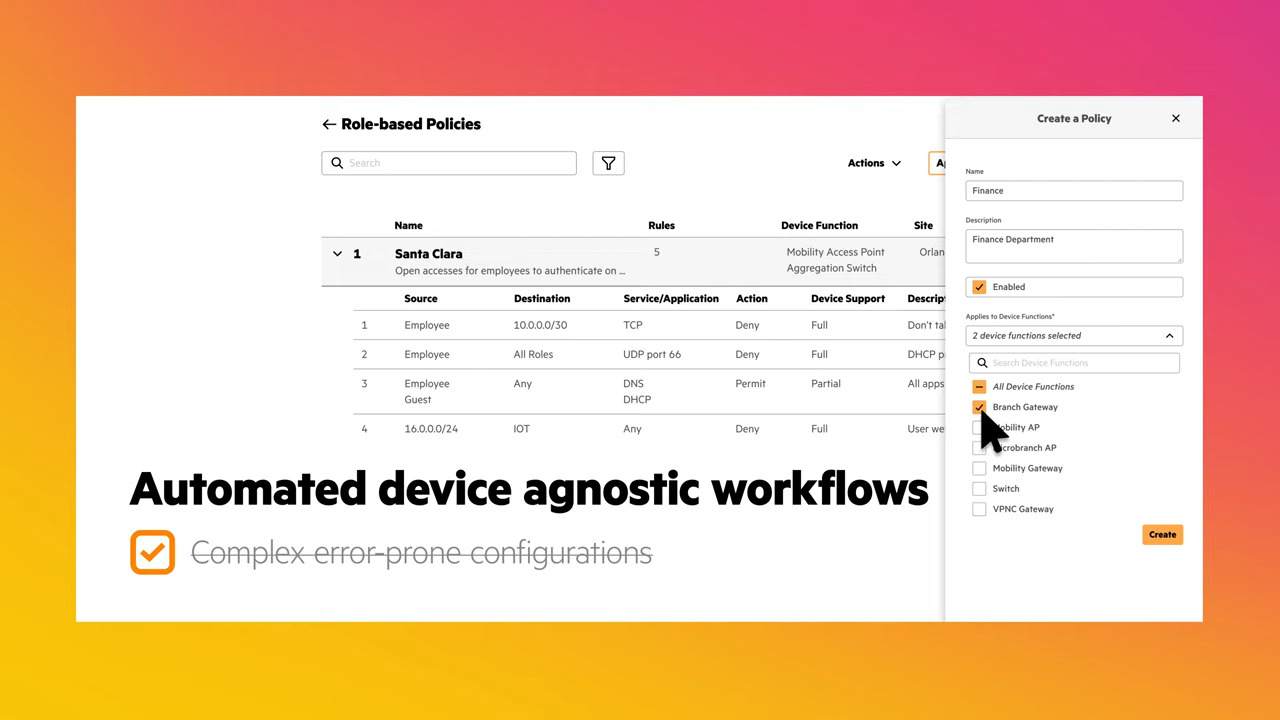 Role-based Policies
Search
Actions
Name Rules Device Function Site
1 Santa Clara 5 Mobility Access Point
Open accesses for employees to authenticate on ... Aggregation Switch
Source Destination Service/Application Action Device Support
1 Employee 10.0.0.0/30 TCP Deny Full Don't
2 Employee All Roles UDP port 66 Deny Full DHCP
3 Employee Any DNS Permit Partial All apps
Guest DHCP
4 16.0.0.0/24 IOT Any Deny Full User
Automated device agnostic workflows
Complex error-prone configurations
Create a Policy
Name
Finance
Description
Finance Department
Enabled
Applies to Device Functions*
2 device functions selected
Search Device Functions
All Device Functions
Branch Gateway
AP
AP
Mobility Gateway
Switch
VPNC Gateway
Create